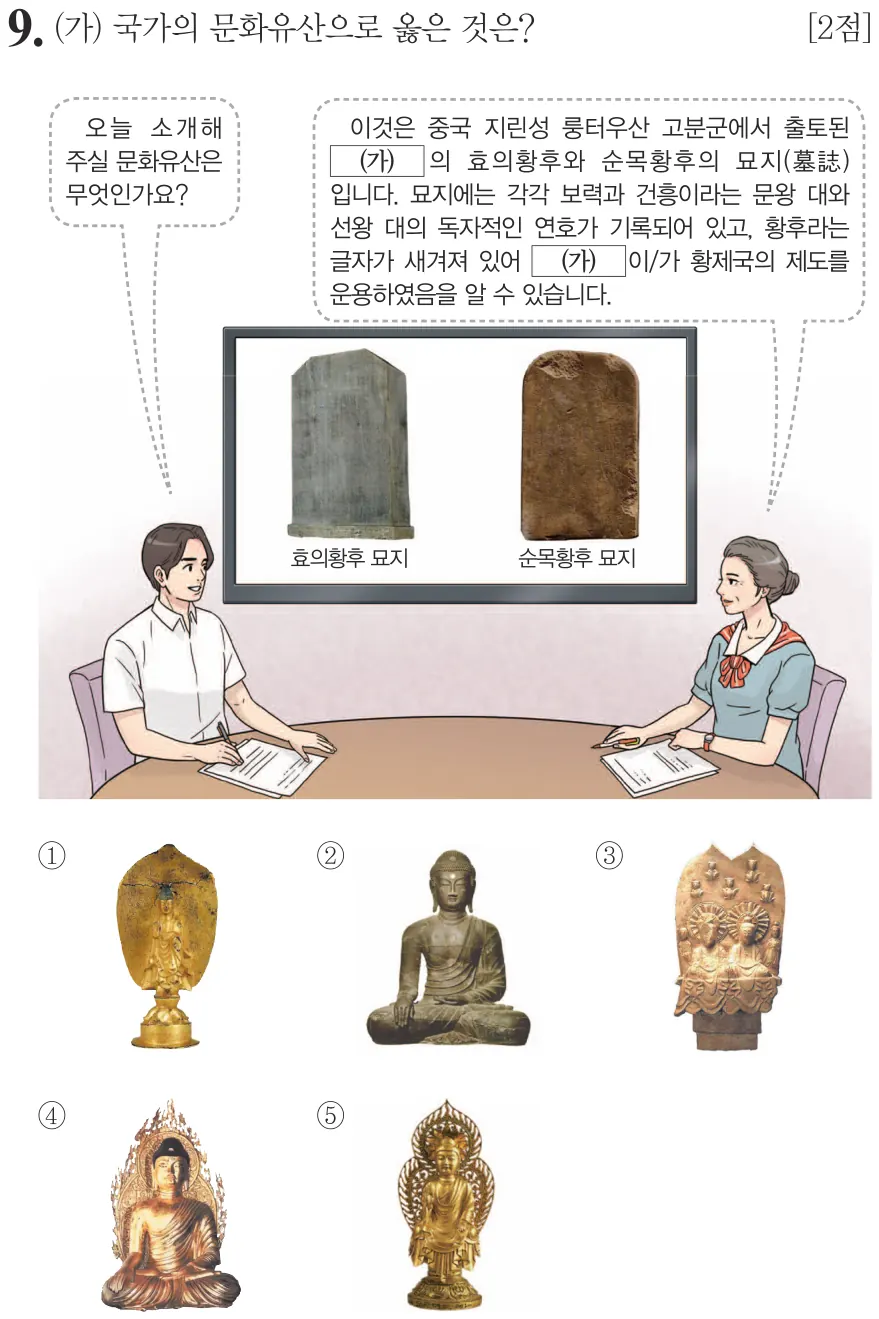 9. (가) 국가의 문화유산으로 옳은 것은? [2점]
오늘 소개해
주실 문화유산은
무엇인가요?
이것은 중국 지린성 룽터우산 고분군에서 출토된
(가) 의 효의황후와 순목황후의 묘지(墓誌)
입니다. 묘지에는 각각 보력과 건흥이라는 문왕 대와
선왕 대의 독자적인 연호가 기록되어 있고, 황후라는
글자가 새겨져 있어 (가) 이/가 황제국의 제도를
운용하였음을 알 수 있습니다.
효의황후 묘지 순목황후 묘지
① ② ③
④ ⑤